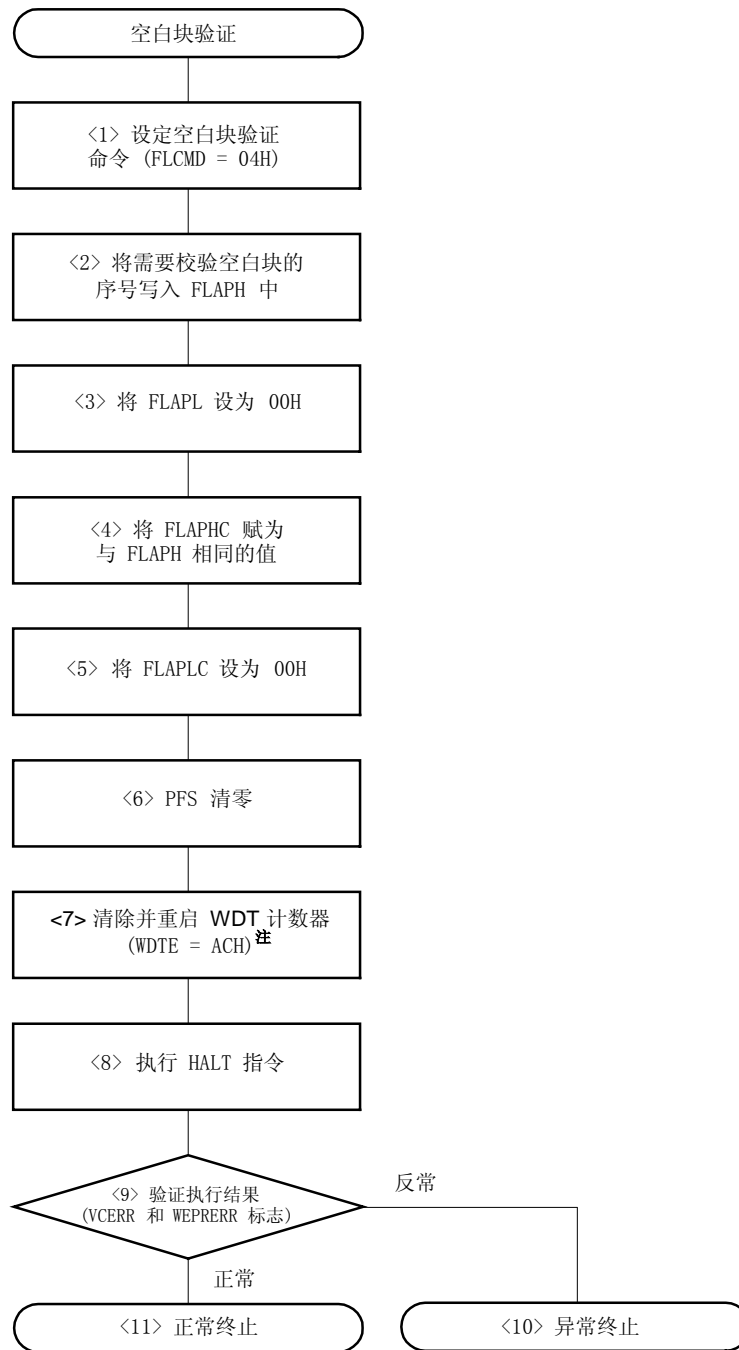 空白块验证
<1> 设定空白块验证
命令 (FLCMD = 04H)
<2> 将需要校验空白块的
序号写入 FLAPH 中
<3> 将 FLAPL 设为 00H
<4> 将 FLAPHC 赋为
与 FLAPH 相同的值
<5> 将 FLAPLC 设为 00H
<6> PFS 清零
<7> 清除并重启 WDT 计数器
(WDTE = ACH)注
<8> 执行 HALT 指令
<9> 验证执行结果
(VCERR 和 WEPRERR 标志)
反常
正常
<11> 正常终止
<10> 异常终止